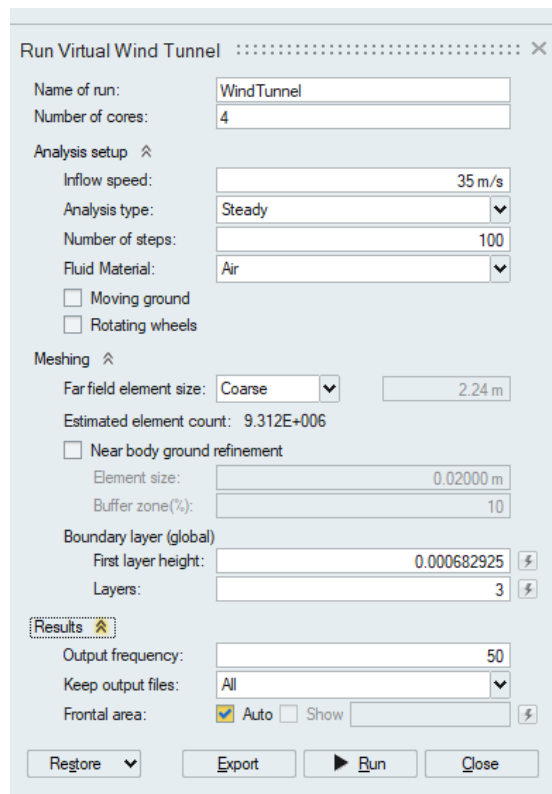 Run Virtual Wind Tunnel
Name of run: WindTunnel
Number of cores: 4
Analysis setup
Inflow speed: 35 m/s
Analysis type: Steady
Number of steps: 100
Fluid Material: Air
Moving ground
Rotating wheels
Meshing
Far field element size: Coarse 2.24 m
Estimated element count: 9.312E+006
Near body ground refinement
Element size: 0.02000 m
Buffer zone(%): 10
Boundary layer (global)
First layer height: 0.000682925
Layers: 3
Results
Output frequency: 50
Keep output files: All
Frontal area: Auto Show
Restore Export Run Close